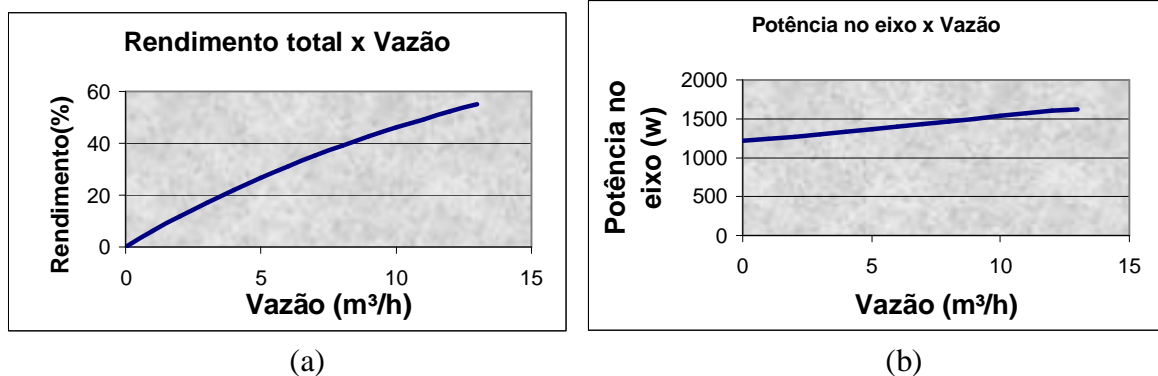 Rendimento total x Vazão
Rendimento(%)
60
40
20
0
0 5 10 15
Vazão (m³/h)
(a)
Potência no eixo x Vazão
Potência no
eixo (w)
2000
1500
1000
500
0
0 5 10 15
Vazão (m³/h)
(b)